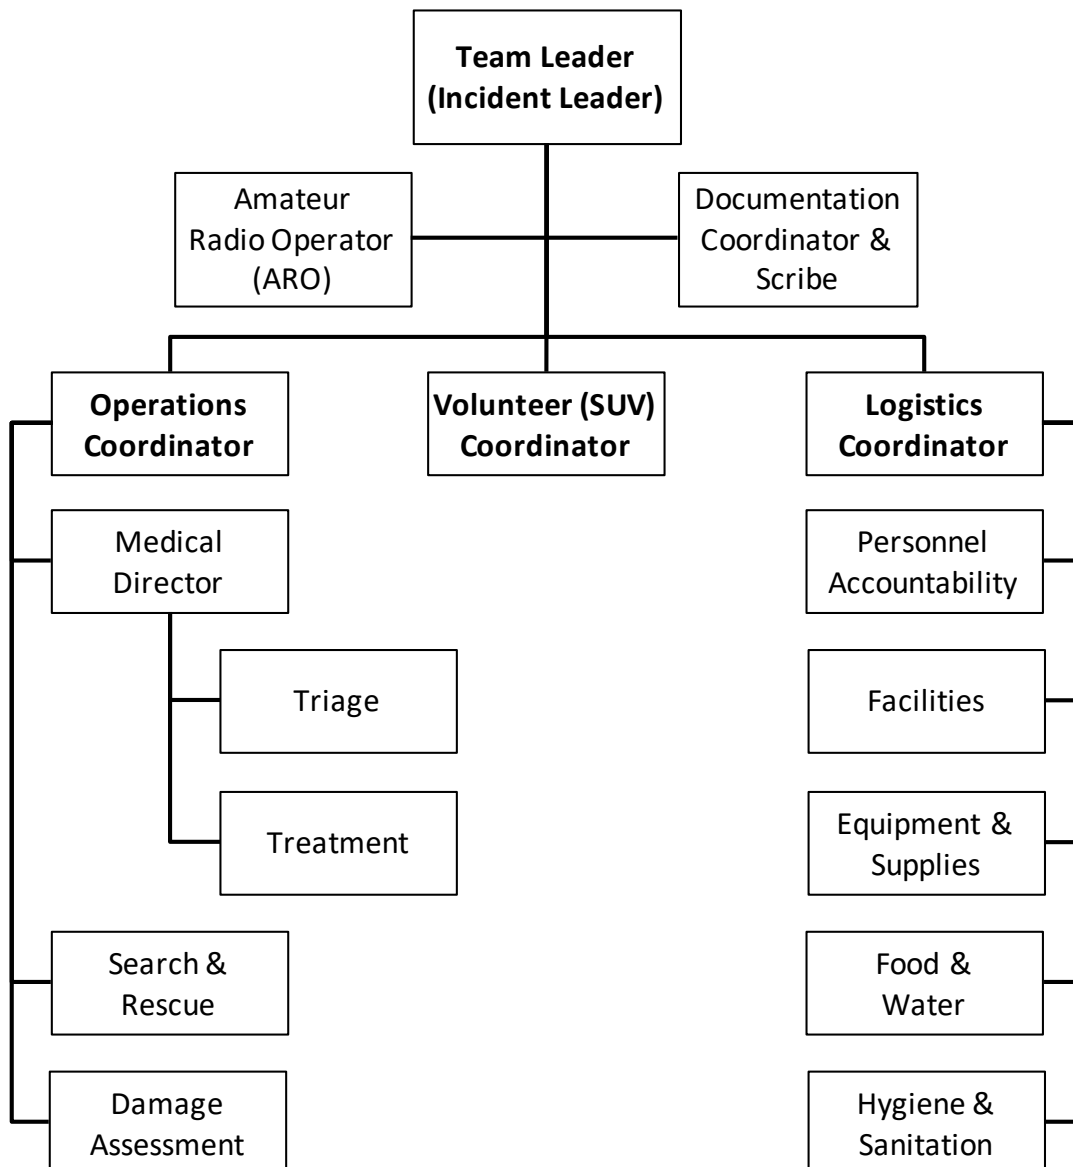 Team Leader
(Incident Leader)
Amateur
Radio Operator
(ARO)
Documentation
Coordinator &
Scribe
Operations
Coordinator
Volunteer (SUV)
Coordinator
Logistics
Coordinator
Medical
Director
Personnel
Accountability
Triage
Facilities
Treatment
Equipment &
Supplies
Search &
Rescue
Food &
Water
Damage
Assessment
Hygiene &
Sanitation